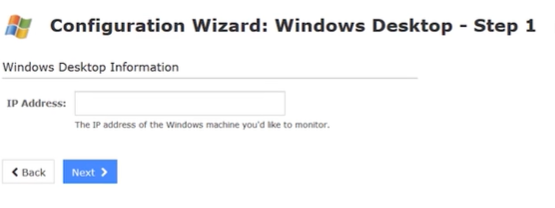 Configuration Wizard: Windows Desktop - Step 1
Windows Desktop Information
IP Address:
The IP address of the Windows machine you'd like to monitor.
Back Next